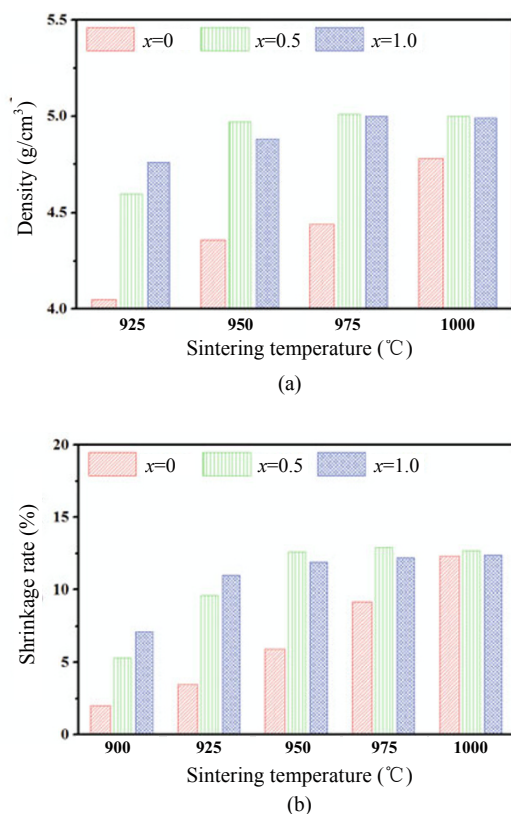 5.5
x=0 x=0.5 x=1.0
5.0
4.5
4.0
Density (g/cm³)
925 950 975 1000
Sintering temperature (℃)
(a)
20
x=0 x=0.5 x=1.0
15
10
5
0
Shrinkage rate (%)
900 925 950 975 1000
Sintering temperature (℃)
(b)